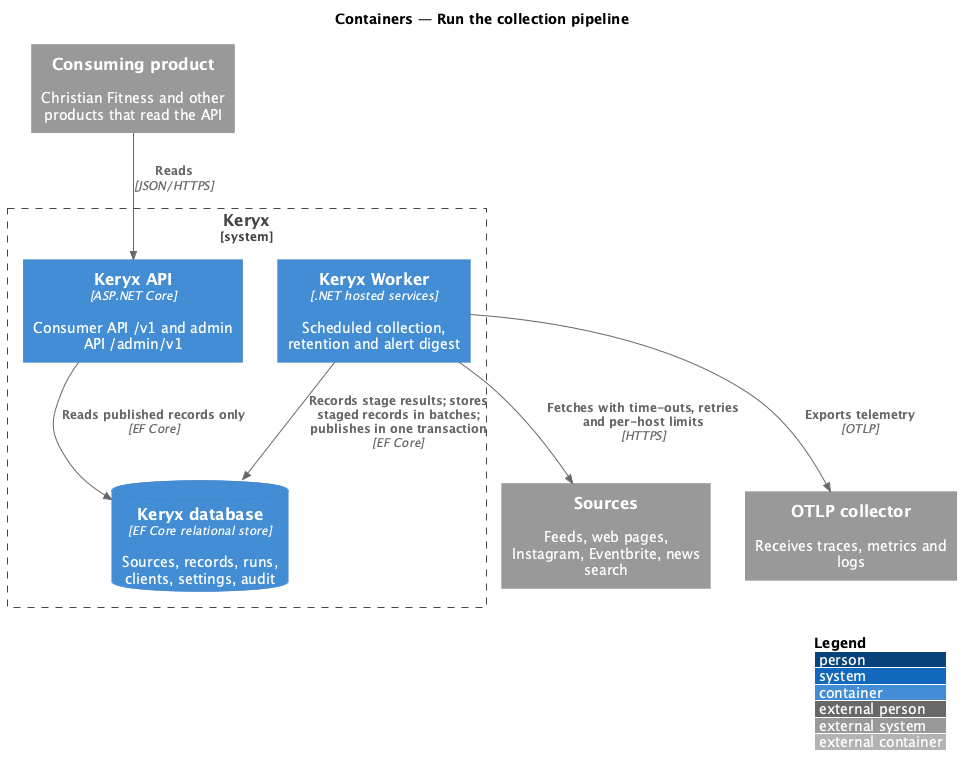 Containers — Run the collection pipeline
Consuming product
Christian Fitness and other
products that read the API
Reads
[JSON/HTTPS]
Keryx
[system]
Keryx API
[ASP.NET Core]
Consumer API /v1 and admin
API /admin/v1
Keryx Worker
[.NET hosted services]
Scheduled collection,
retention and alert digest
Reads published records only
[EF Core]
Records stage results; stores
staged records in batches;
publishes in one transaction
[EF Core]
Fetches with time-outs, retries
and per-host limits
[HTTPS]
Exports telemetry
[OTLP]
Keryx database
[EF Core relational store]
Sources, records, runs,
clients, settings, audit
Sources
Feeds, web pages,
Instagram, Eventbrite, news
search
OTLP collector
Receives traces, metrics and
logs
Legend
person
system
container
external person
external system
external container